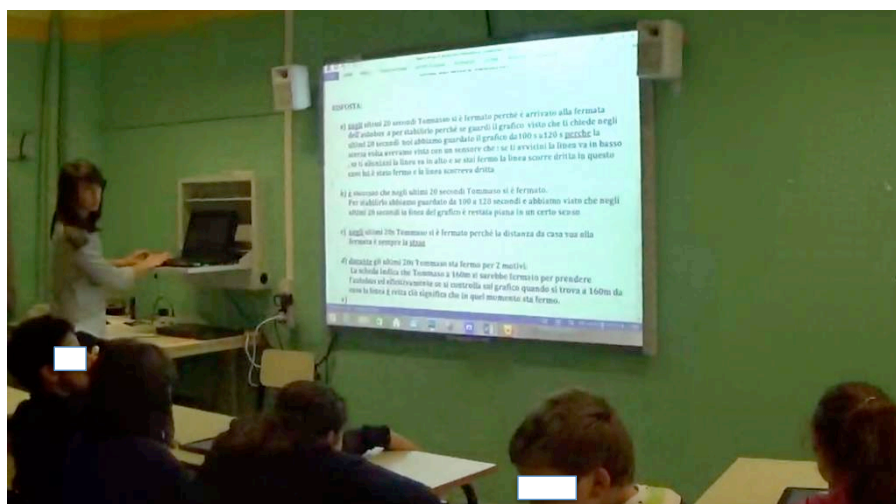 RISPOSTA:
a) negli ultimi 20 secondi Tommaso si è fermato perché è arrivato alla fermata
dell'autobus e per stabilirlo perché se guardi il grafico visto che ti chiede negli
ultimi 20 secondi noi abbiamo guardato il grafico da 100 s a 120 s perche la
scorsa volta avevamo visto con un sensore che : se ti avvicini la linea va in basso
, se ti allontani la linea va in alto e se stai fermo la linea scorre dritta in questo
caso lui è stato fermo e la linea scorreva dritta
b) è successo che negli ultimi 20 secondi Tommaso si è fermato.
Per stabilirlo abbiamo guardato da 100 a 120 secondi e abbiamo visto che negli
ultimi 20 secondi la linea del grafico è restata piana in un certo senso
c) negli ultimi 20s Tommaso si è fermato perché la distanza da casa sua alla
fermata è sempre la
d) durante gli ultimi 20s Tommaso sta fermo per 2 motivi:
La scheda indica che Tommaso a 160m si sarebbe fermato per prendere
l'autobus ed effettivamente se si controlla sul grafico quando si trova a 160m da
casa la linea è retta ciò significa che in quel momento sta fermo.
e)